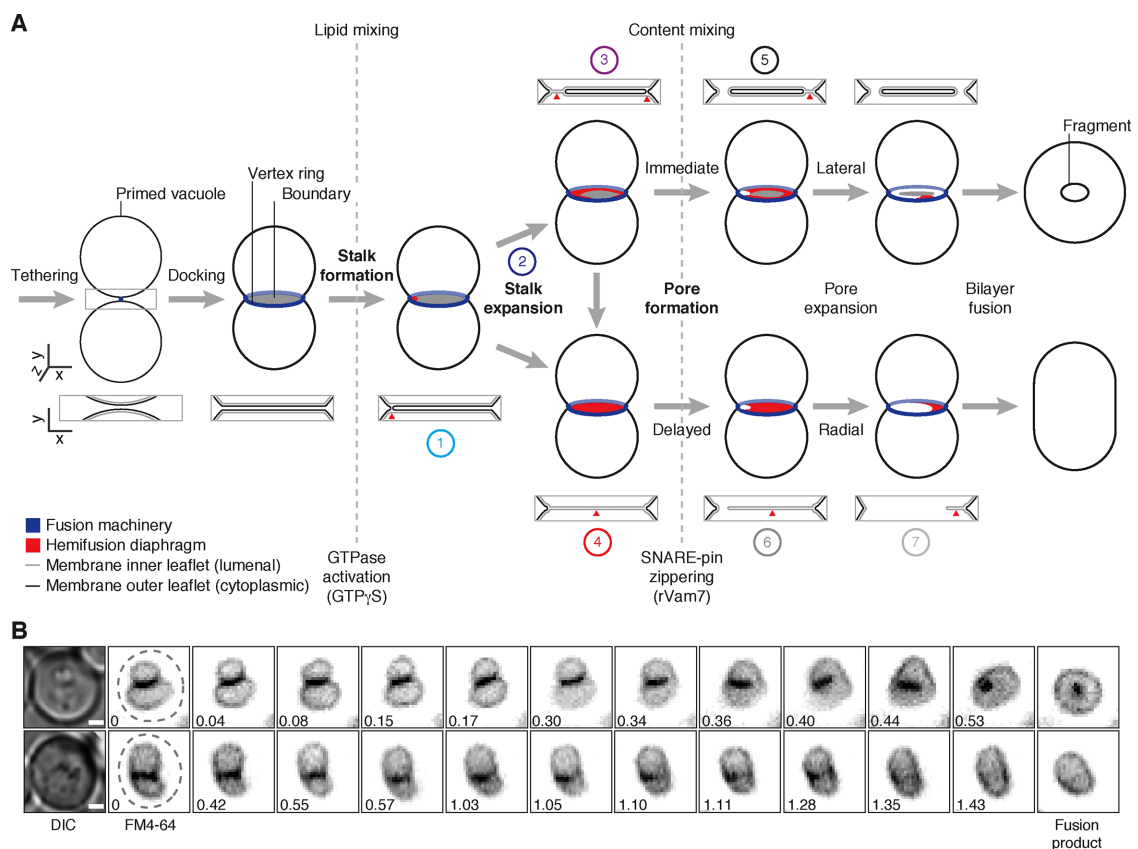 A
Lipid mixing
Content mixing
3
5
Fragment
Vertex ring
Boundary
Primed vacuole
Immediate
Lateral
Tethering
Docking
Stalk
formation
2
Stalk
expansion
Pore
formation
Pore
expansion
Bilayer
fusion
y
z
x
y
x
1
Delayed
Radial
4
6
7
Fusion machinery
Hemifusion diaphragm
Membrane inner leaflet (lumenal)
Membrane outer leaflet (cytoplasmic)
GTPase
activation
(GTPγS)
SNARE-pin
zippering
(rVam7)
B
0 0.04 0.08 0.15 0.17 0.30 0.34 0.36 0.40 0.44 0.53
0 0.42 0.55 0.57 1.03 1.05 1.10 1.11 1.28 1.35 1.43
DIC
FM4-64
Fusion
product